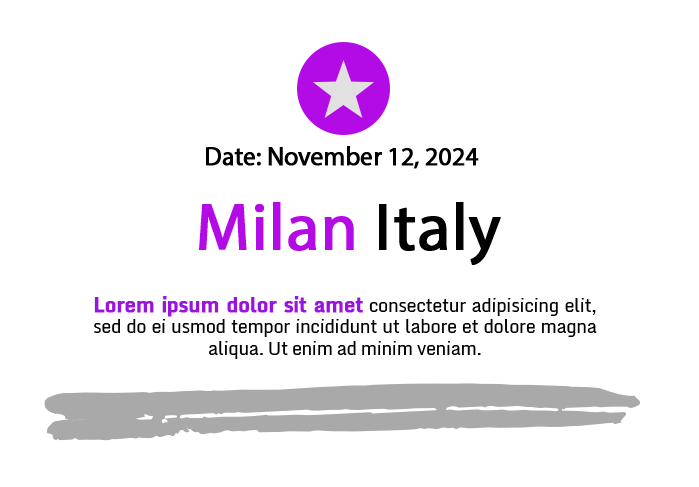 Date: November 12, 2024
Milan Italy
Lorem ipsum dolor sit amet consectetur adipisicing elit,
sed do ei usmod tempor incididunt ut labore et dolore magna
aliqua. Ut enim ad minim veniam.